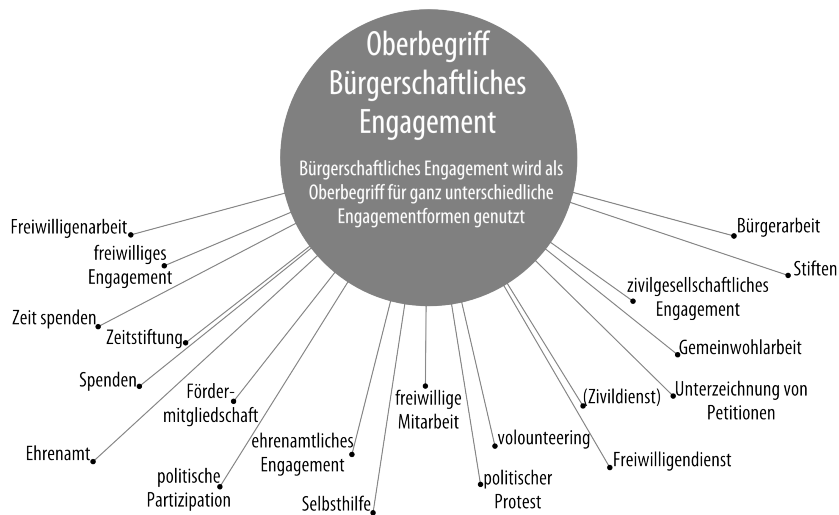 Oberbegriff
Bürgerschaftliches
Engagement
Bürgerschaftliches Engagement wird als
Oberbegriff für ganz unterschiedliche
Engagementformen genutzt
Freiwilligenarbeit
freiwilliges
Engagement
Zeit spenden
Zeitstiftung
Spenden
Förder-
mitgliedschaft
Ehrenamt
politische
Partizipation
ehrenamtliches
Engagement
Selbsthilfe
freiwillige
Mitarbeit
volounteering
politischer
Protest
(Zivildienst)
Freiwilligendienst
Unterzeichnung von
Petitionen
Gemeinwohlarbeit
zivilgesellschaftliches
Engagement
Stiften
Bürgerarbeit